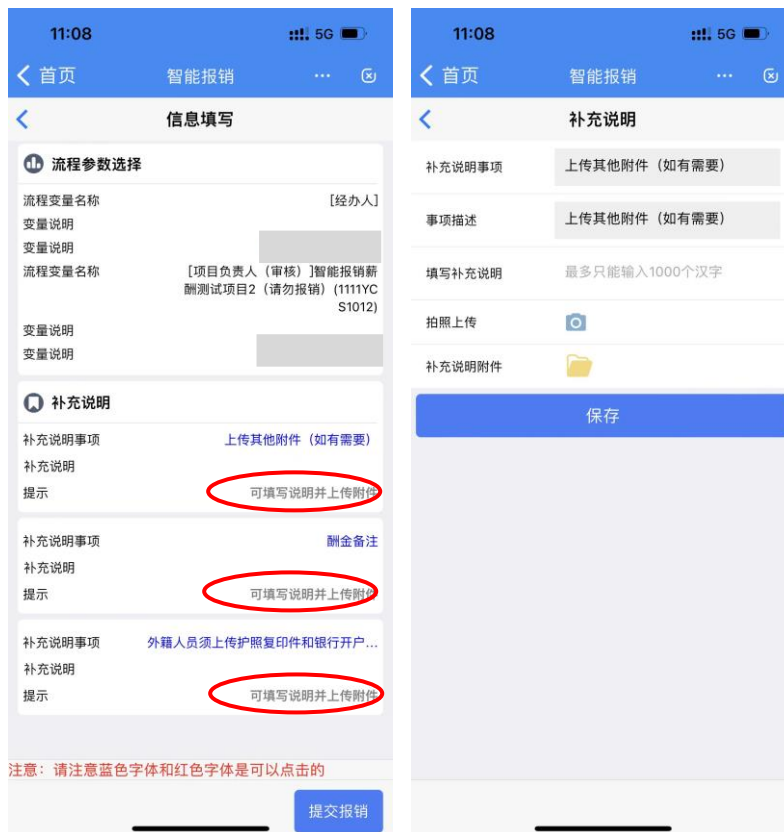 11:08
5G
首页
智能报销
信息填写
流程参数选择
流程变量名称
[经办人]
变量说明
变量说明
流程变量名称
[项目负责人（审核）]智能报销薪
酬测试项目2（请勿报销）(1111YC
S1012)
变量说明
变量说明
补充说明
补充说明事项
上传其他附件（如有需要）
补充说明
提示
可填写说明并上传附件
补充说明事项
酬金备注
补充说明
提示
可填写说明并上传附件
补充说明事项
外籍人员须上传护照复印件和银行开户...
补充说明
提示
可填写说明并上传附件
注意：请注意蓝色字体和红色字体是可以点击的
提交报销
11:08
5G
首页
智能报销
补充说明
补充说明事项
上传其他附件（如有需要）
事项描述
上传其他附件（如有需要）
填写补充说明
最多只能输入1000个汉字
拍照上传
补充说明附件
保存